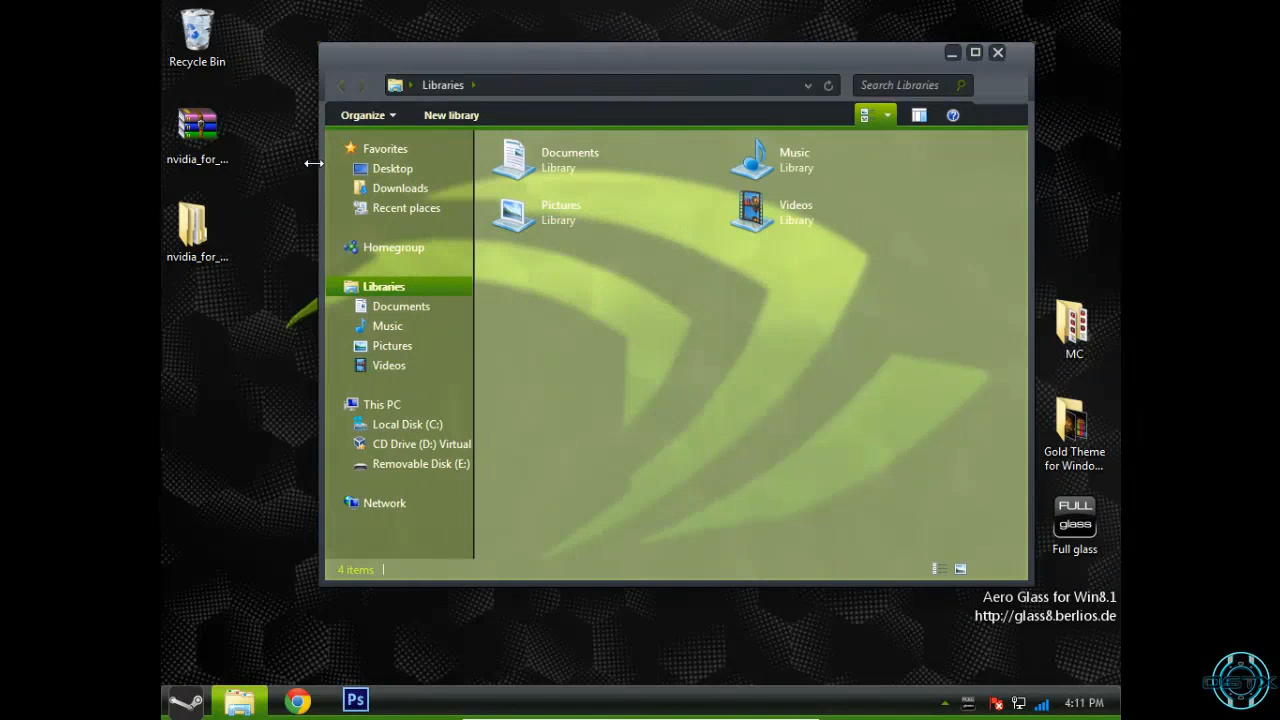 Recycle Bin
nvidia_for_...
nvidia_for_...
Libraries
Search Libraries
Organize
New library
Favorites
Desktop
Downloads
Recent places
Homegroup
Libraries
Documents
Music
Pictures
Videos
This PC
Local Disk (C:)
CD Drive (D:) Virtual
Removable Disk (E:)
Network
Documents
Library
Music
Library
Pictures
Library
Videos
Library
4 items
MC
Gold Theme
for Windo...
FULL
glass
Full glass
Aero Glass for Win8.1
http://glass8.berlios.de
Ps
4:11 PM